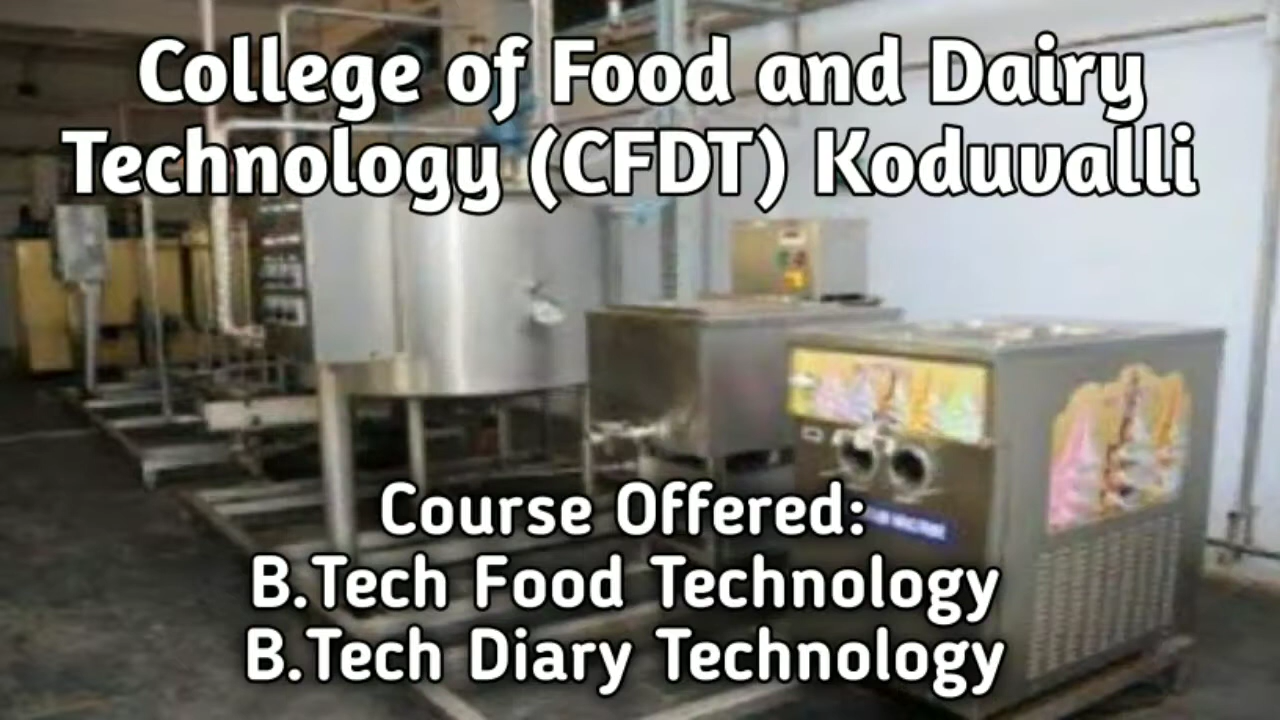 College of Food and Dairy
Technology (CFDT) Koduvalli
Course Offered:
B.Tech Food Technology
B.Tech Diary Technology